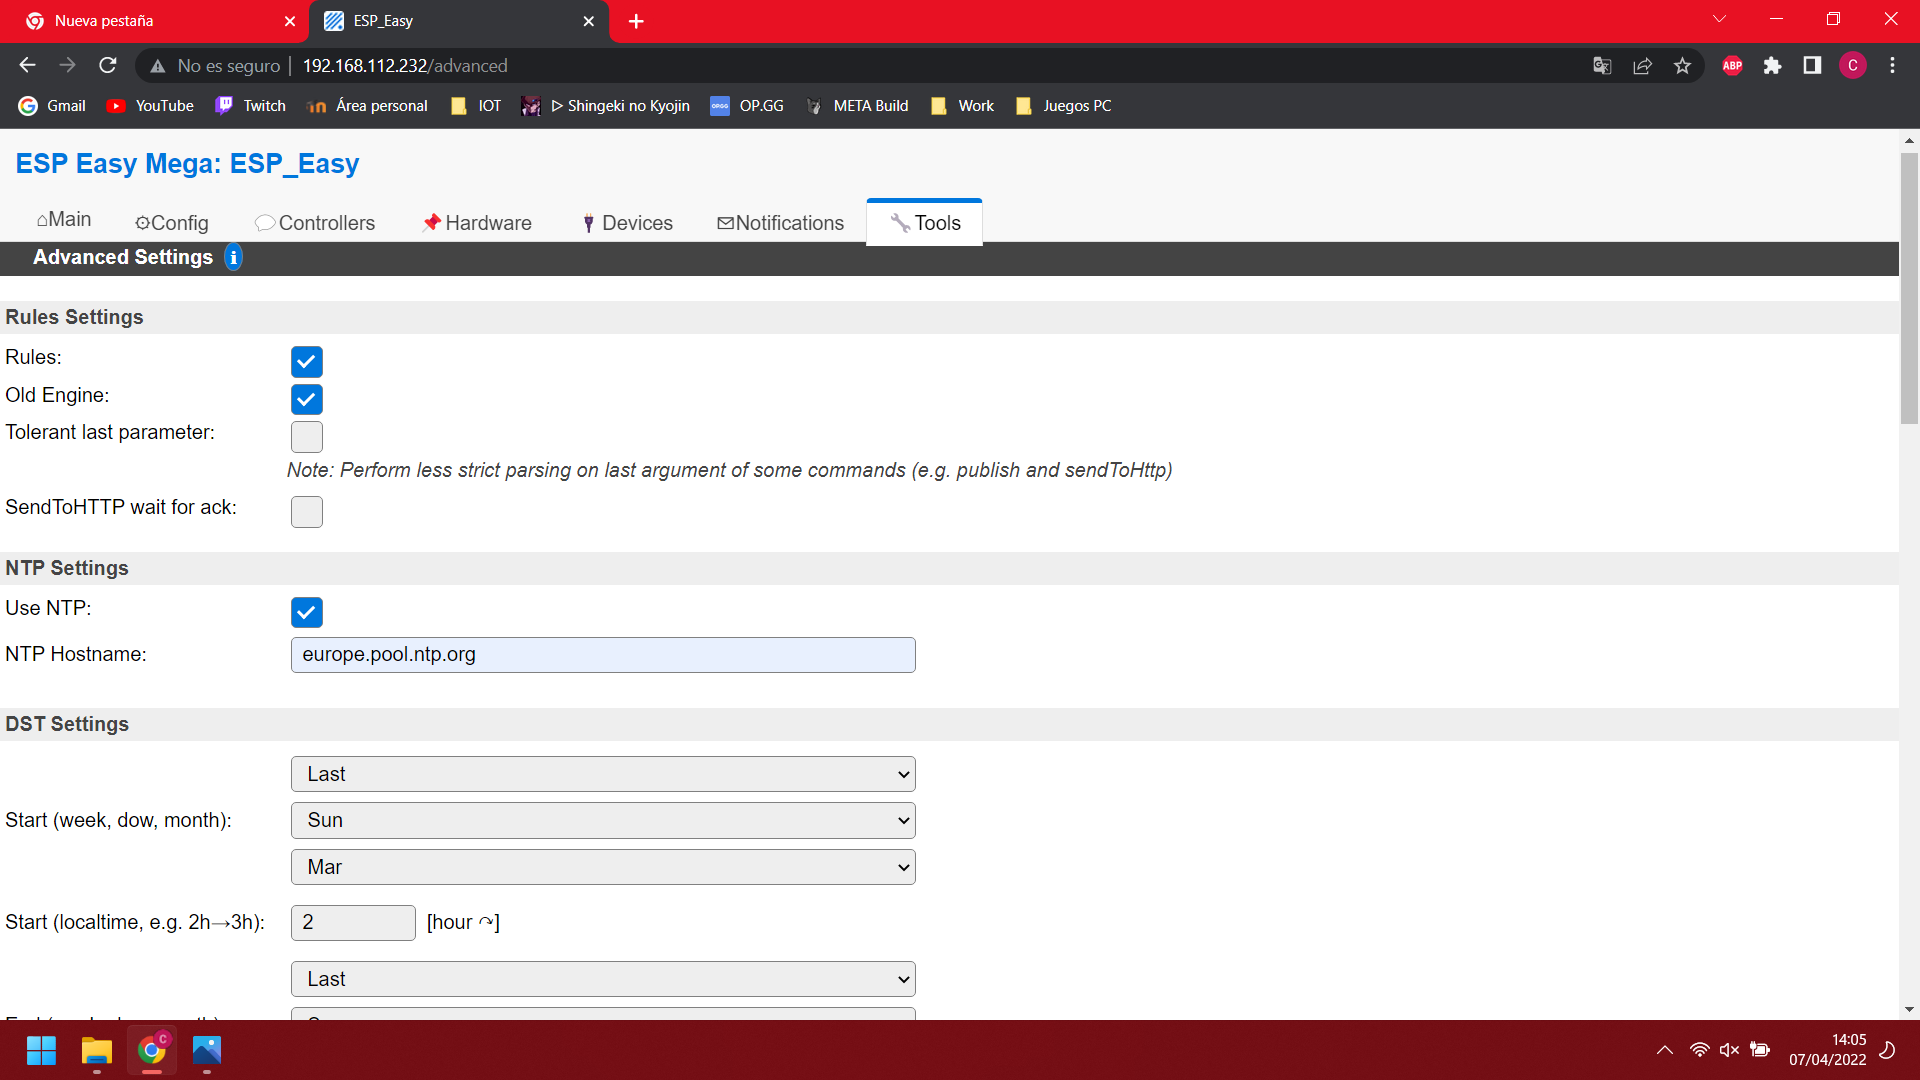 Nueva pestaña
ESP_Easy
No es seguro | 192.168.112.232/advanced
ABP
C
Gmail
YouTube
Twitch
Área personal
IOT
▷ Shingeki no Kyojin
OP.GG
META Build
Work
Juegos PC
ESP Easy Mega: ESP_Easy
⌂Main
Config
Controllers
Hardware
Devices
Notifications
Tools
Advanced Settings i
Rules Settings
Rules:
Old Engine:
Tolerant last parameter:
Note: Perform less strict parsing on last argument of some commands (e.g. publish and sendToHttp)
SendToHTTP wait for ack:
NTP Settings
Use NTP:
NTP Hostname: europe.pool.ntp.org
DST Settings
Last
Start (week, dow, month): Sun
Mar
Start (localtime, e.g. 2h→3h): 2 [hour ↷]
Last
C
14:05
07/04/2022